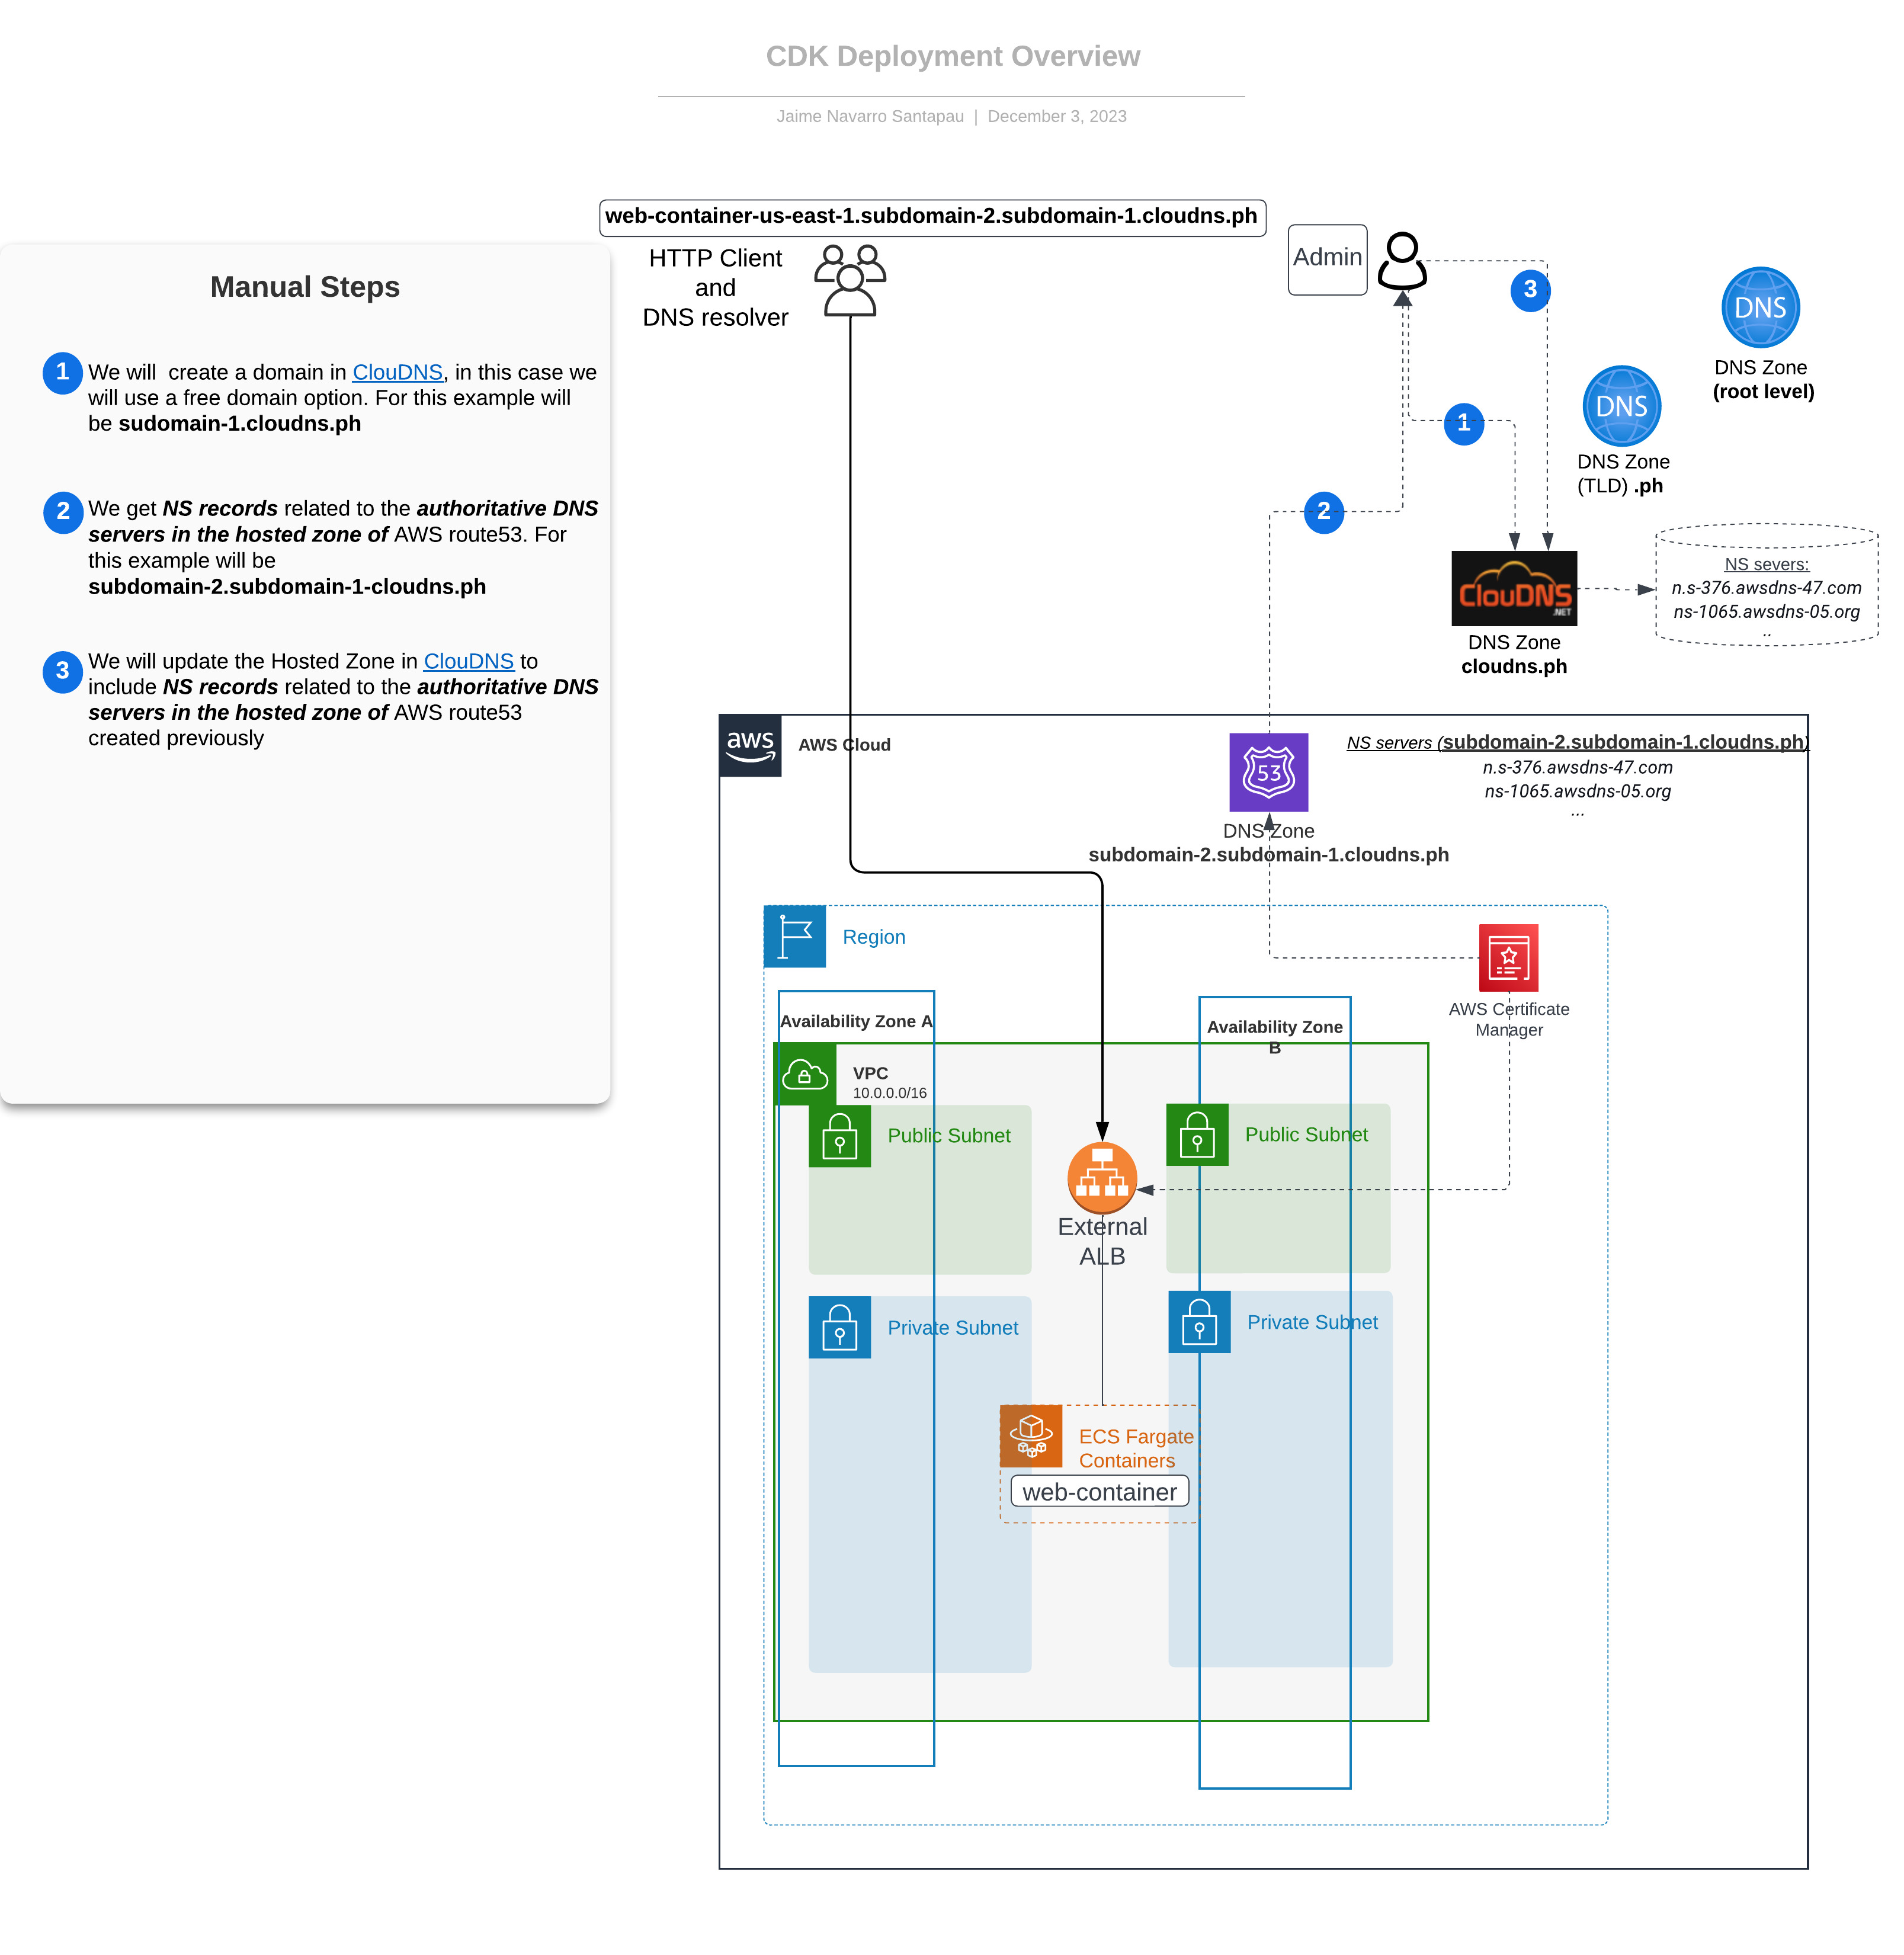 CDK Deployment Overview
Jaime Navarro Santapau | December 3, 2023
web-container-us-east-1.subdomain-2.subdomain-1.cloudns.ph
HTTP Client
and
DNS resolver
Admin
Manual Steps
1
We will  create a domain in ClouDNS, in this case we
will use a free domain option. For this example will
be sudomain-1.cloudns.ph
2
We get NS records related to the authoritative DNS
servers in the hosted zone of AWS route53. For
this example will be
subdomain-2.subdomain-1-cloudns.ph
3
We will update the Hosted Zone in ClouDNS to
include NS records related to the authoritative DNS
servers in the hosted zone of AWS route53
created previously
3
DNS
DNS Zone
(root level)
DNS
DNS Zone
(TLD) .ph
1
2
ClouDNS
.NET
DNS Zone
cloudns.ph
NS severs:
n.s-376.awsdns-47.com
ns-1065.awsdns-05.org
..
aws
AWS Cloud
53
DNS Zone
subdomain-2.subdomain-1.cloudns.ph
NS servers (subdomain-2.subdomain-1.cloudns.ph)
n.s-376.awsdns-47.com
ns-1065.awsdns-05.org
...
Region
AWS Certificate
Manager
Availability Zone A
Availability Zone
B
VPC
10.0.0.0/16
Public Subnet
Public Subnet
External
ALB
Private Subnet
Private Subnet
ECS Fargate
Containers
web-container